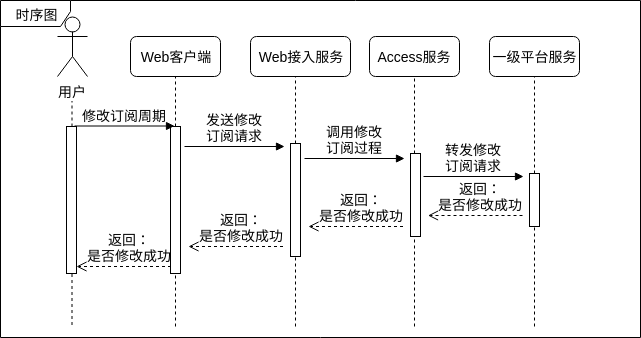 时序图
Web客户端
Web接入服务
Access服务
一级平台服务
用户
修改订阅周期
发送修改
订阅请求
调用修改
订阅过程
转发修改
订阅请求
返回：
是否修改成功
返回：
是否修改成功
返回：
是否修改成功
返回：
是否修改成功